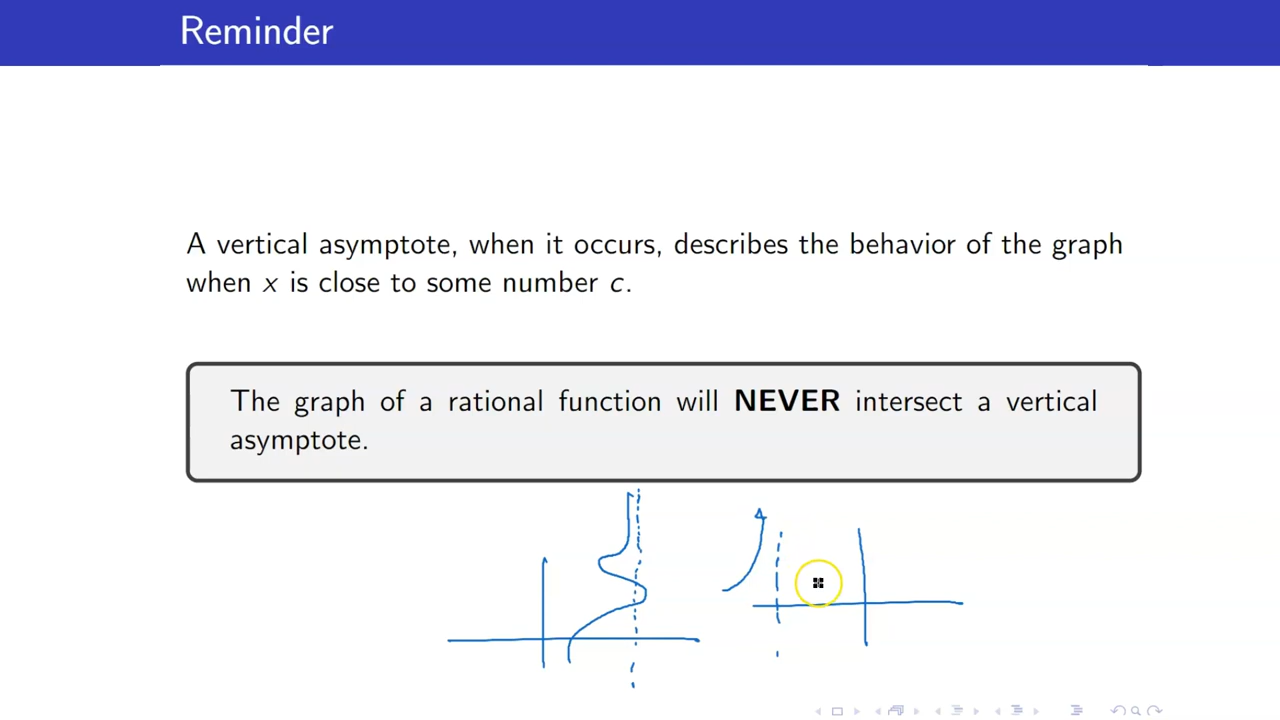 Reminder
A vertical asymptote, when it occurs, describes the behavior of the graph
when x is close to some number c.
The graph of a rational function will NEVER intersect a vertical
asymptote.